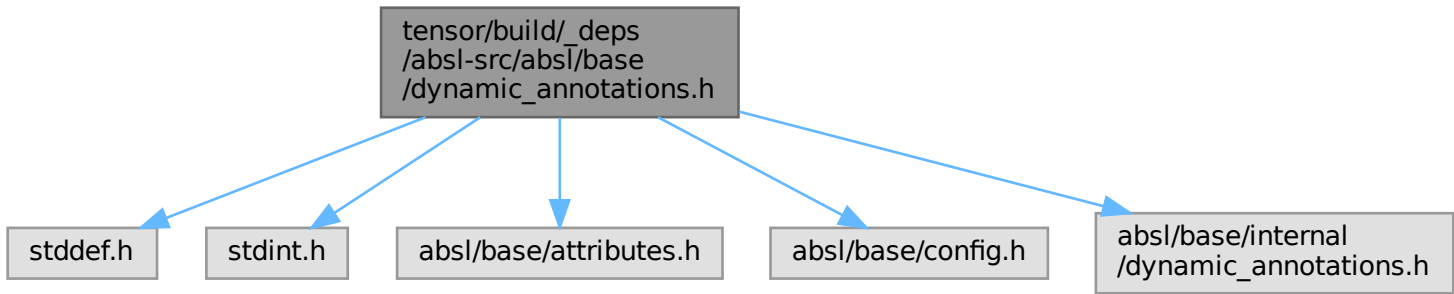 tensor/build/_deps
/absl-src/absl/base
/dynamic_annotations.h
stddef.h
stdint.h
absl/base/attributes.h
absl/base/config.h
absl/base/internal
/dynamic_annotations.h